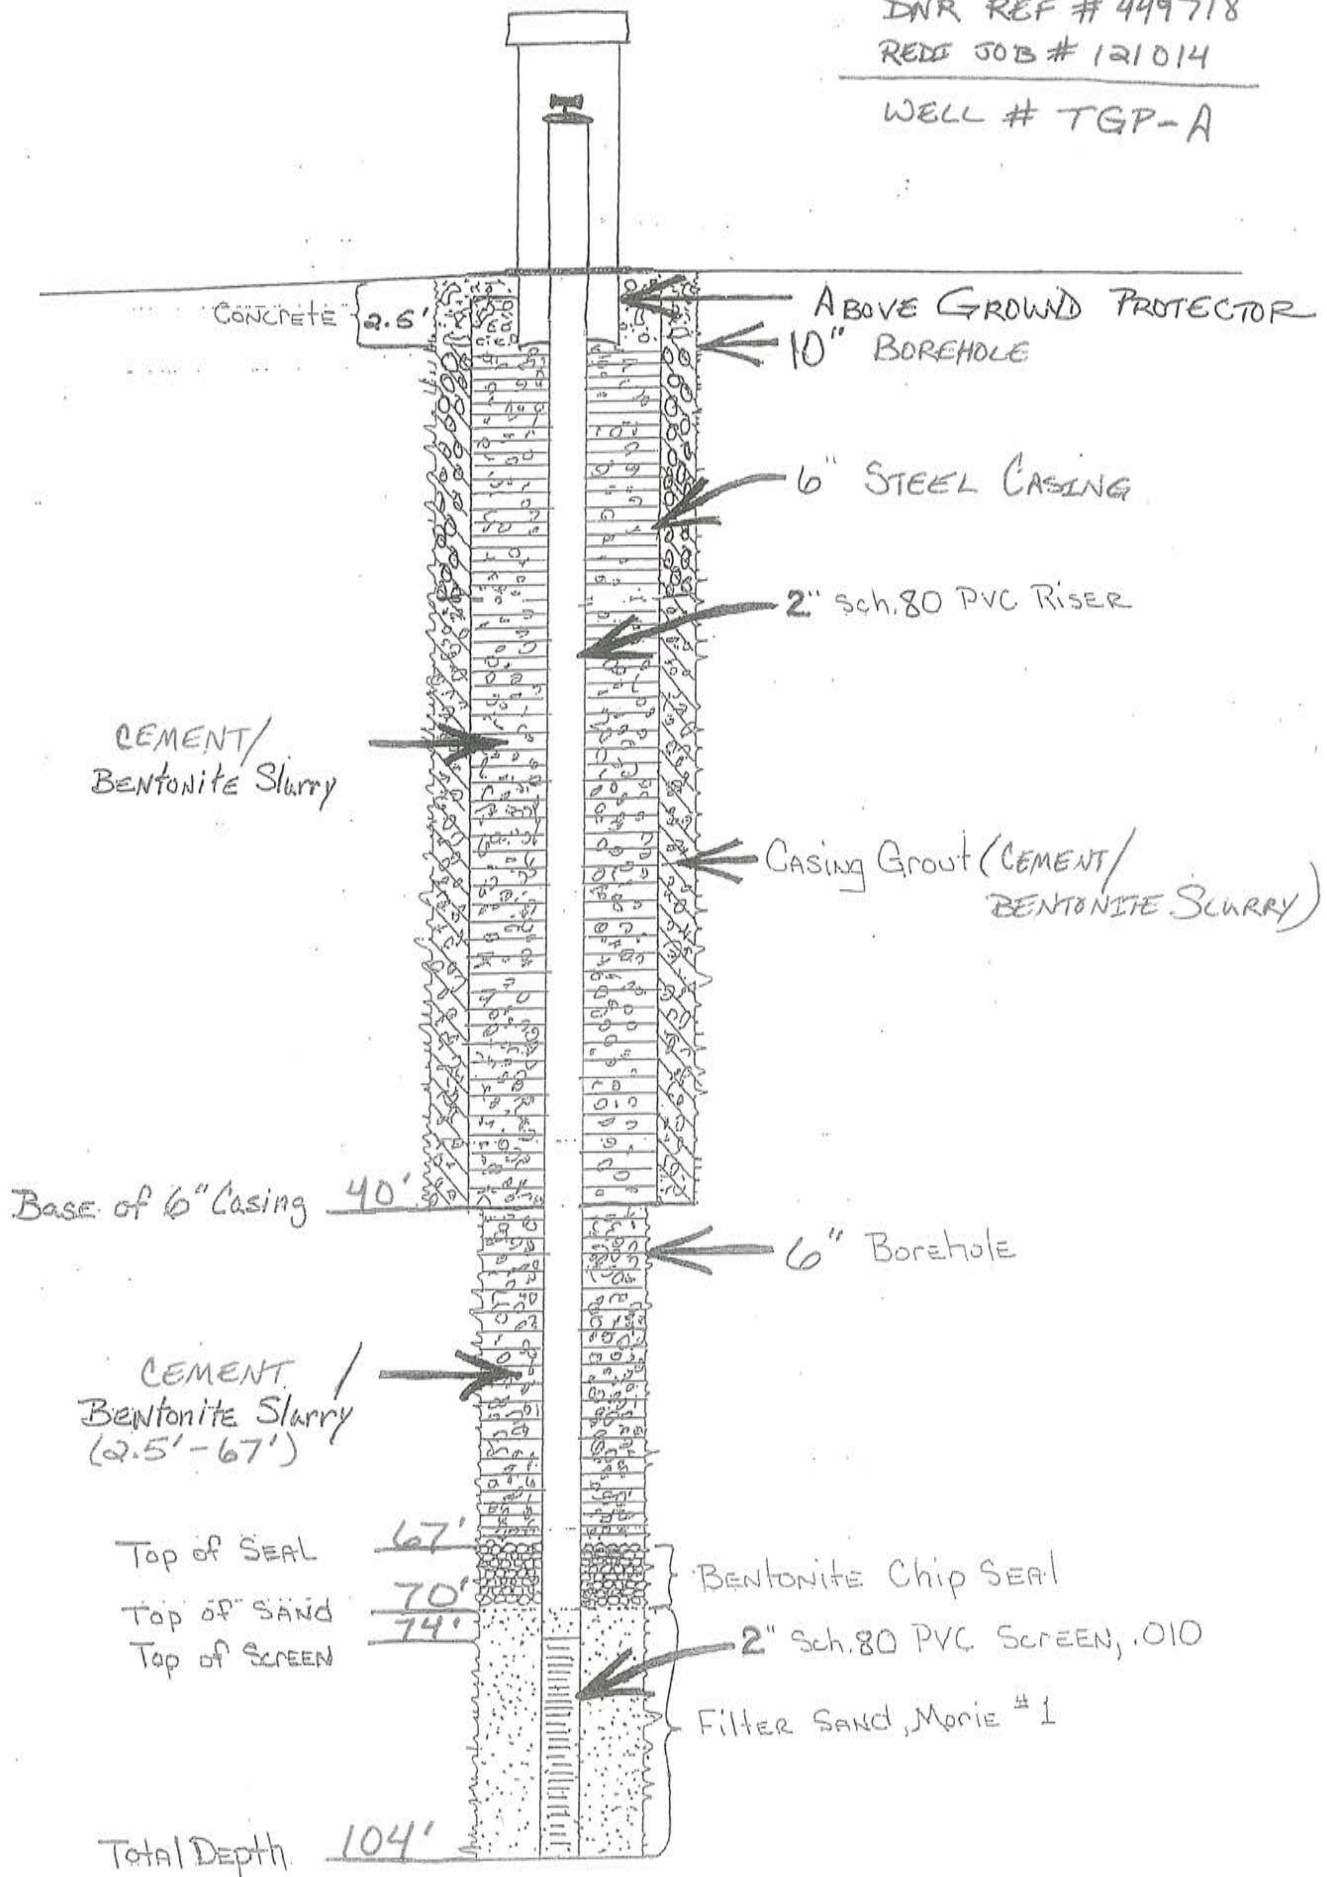 DNR REF # 449718
REDI JOB # 121014
WELL # TGP-A
CONCRETE 2.5'
ABOVE GROUND PROTECTOR
10" BOREHOLE
6" STEEL CASING
2" Sch.80 PVC RISER
CEMENT/
BENTONITE Slurry
Casing Grout (CEMENT/
BENTONITE SLURRY)
Base of 6" Casing 40'
6" Borehole
CEMENT /
BENTONITE Slurry
(2.5'-67')
Top of SEAL 67'
BENTONITE Chip SEAL
Top of SAND 70'
Top of SCREEN 74'
2" Sch.80 PVC SCREEN, .010
Filter SAND, Morie #1
Total Depth 104'